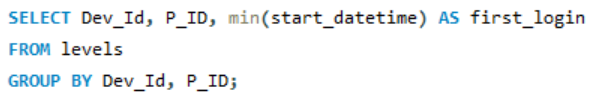 SELECT Dev_Id, P_ID, min(start_datetime) AS first_login
FROM levels
GROUP BY Dev_Id, P_ID;